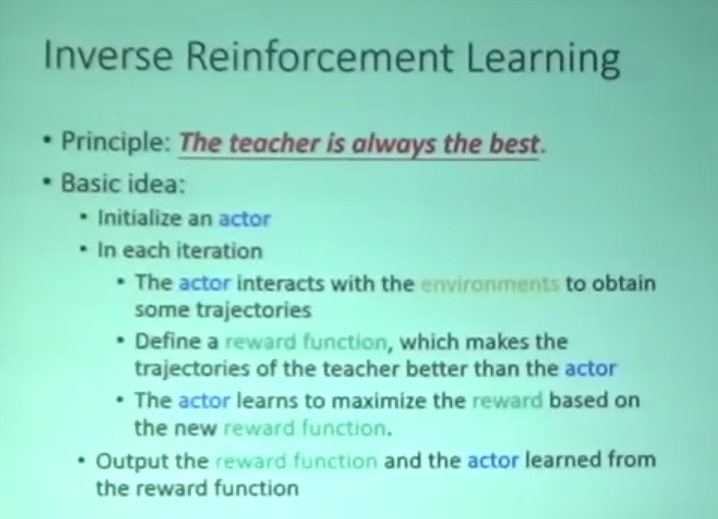 Inverse Reinforcement Learning
• Principle: The teacher is always the best.
• Basic idea:
• Initialize an actor
• In each iteration
• The actor interacts with the environments to obtain
some trajectories
• Define a reward function, which makes the
trajectories of the teacher better than the actor
• The actor learns to maximize the reward based on
the new reward function.
• Output the reward function and the actor learned from
the reward function